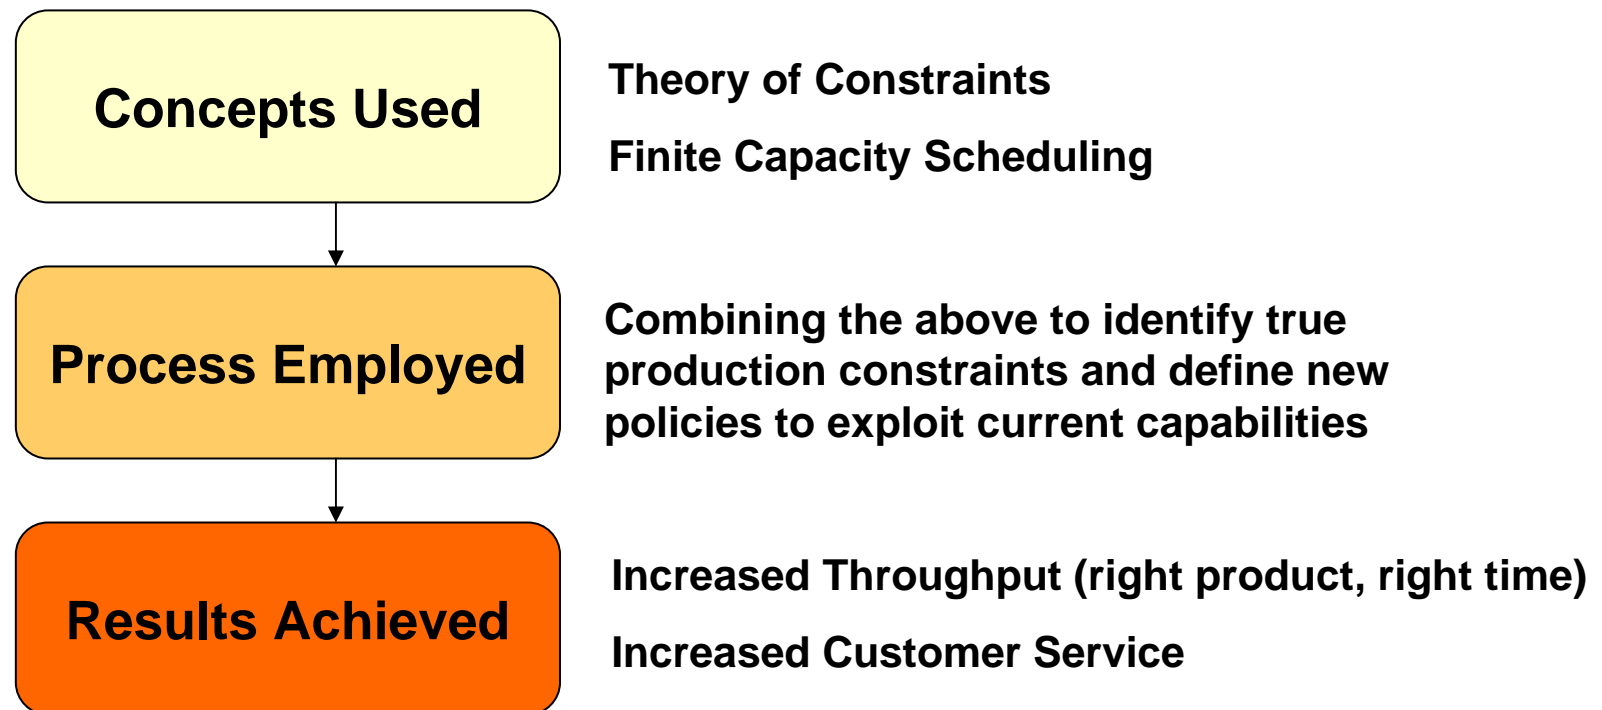 Concepts Used
Theory of Constraints
Finite Capacity Scheduling
Process Employed
Combining the above to identify true
production constraints and define new
policies to exploit current capabilities
Results Achieved
Increased Throughput (right product, right time)
Increased Customer Service